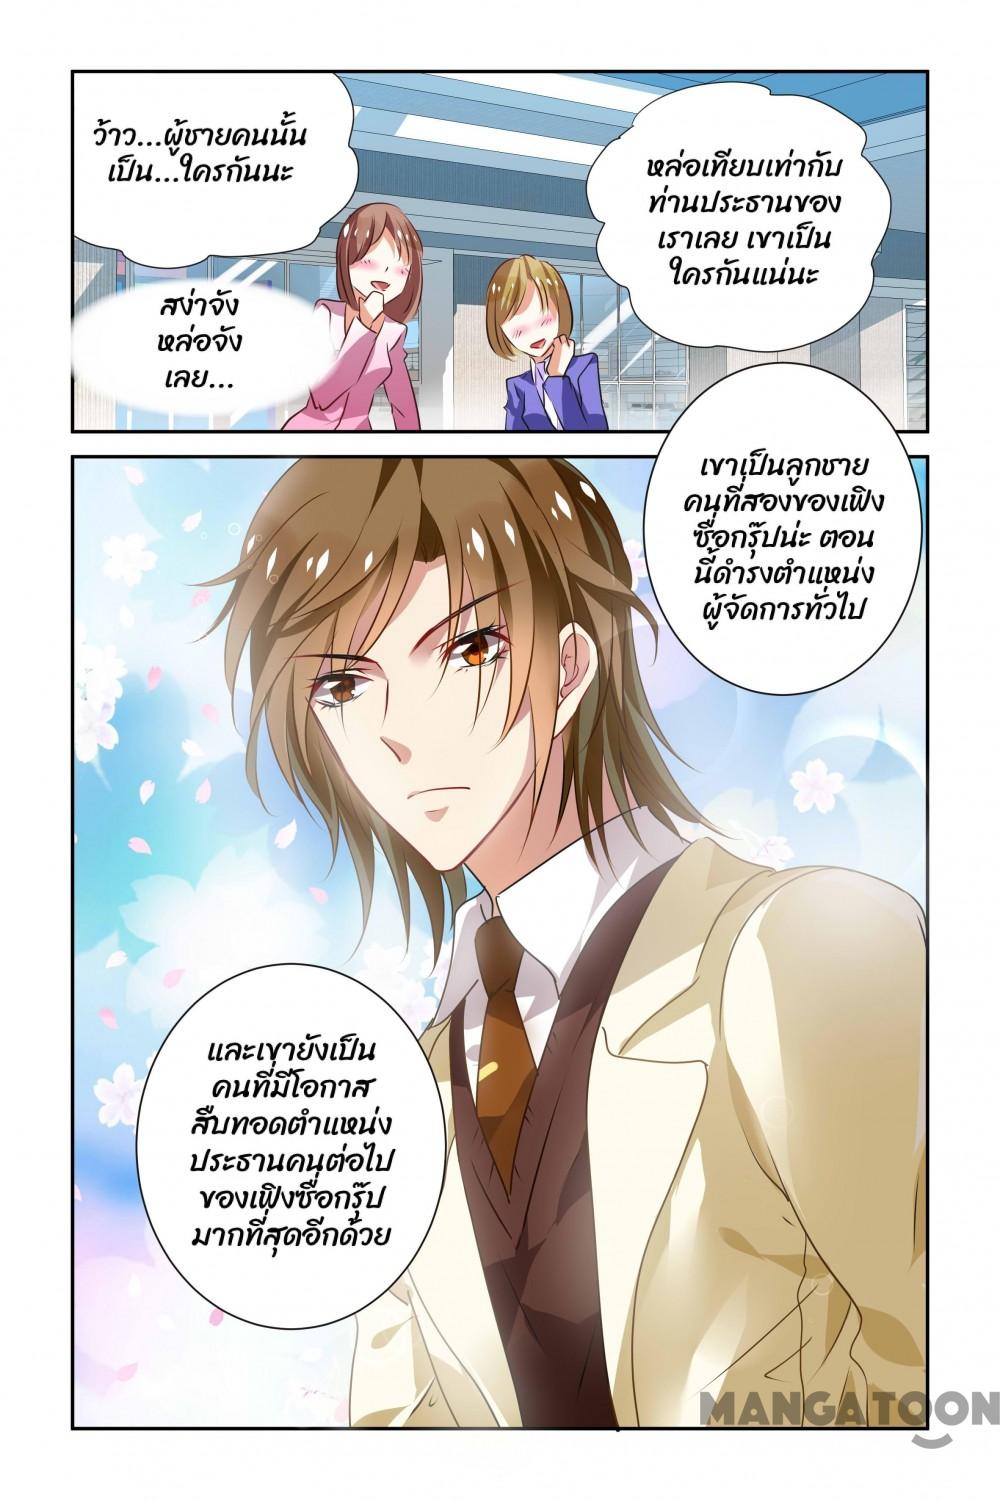 ว้าว...ผู้ชายคนนั้น
เป็น...ใครกันนะ
สง่าจัง
หล่อจัง
เลย...
หล่อเทียบเท่ากับ
ท่านประธานของ
เราเลย เขาเป็น
ใครกันแน่นะ
เขาเป็นลูกชาย
คนที่สองของเฟิง
ซื่อกรุ๊ปน่ะ ตอน
นี้ดำรงตำแหน่ง
ผู้จัดการทั่วไป
และเขายังเป็น
คนที่มีโอกาส
สืบทอดตำแหน่ง
ประธานคนต่อไป
ของเฟิงซื่อกรุ๊ป
มากที่สุดอีกด้วย
MANGATOON